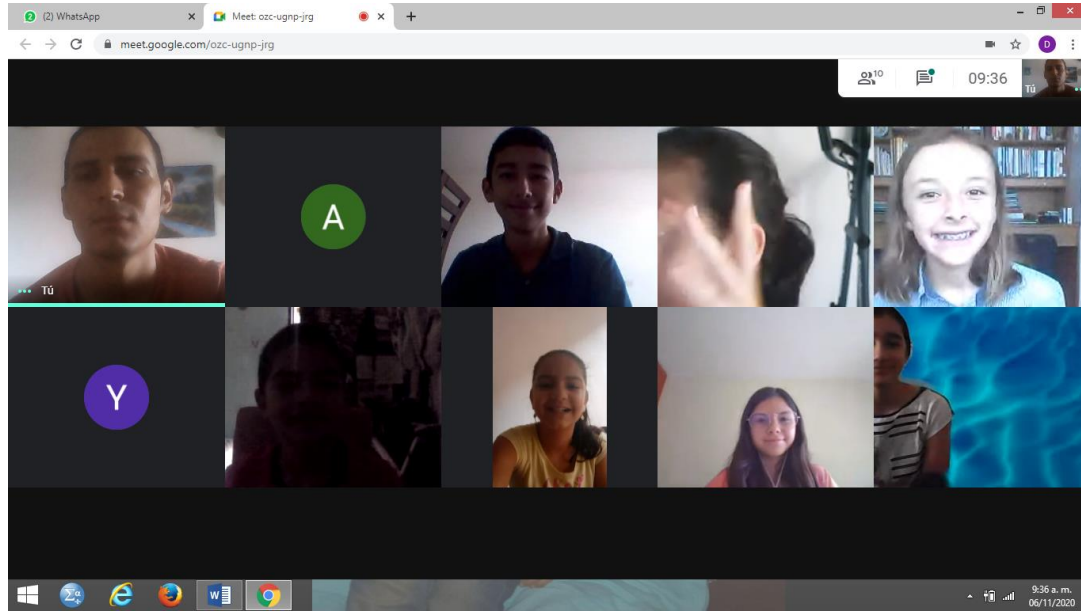 (2) WhatsApp
Meet: ozc-ugnp-jrg
meet.google.com/ozc-ugnp-jrg
D
10
09:36
Tú
A
Tú
Y
9:36 a. m.
06/11/2020